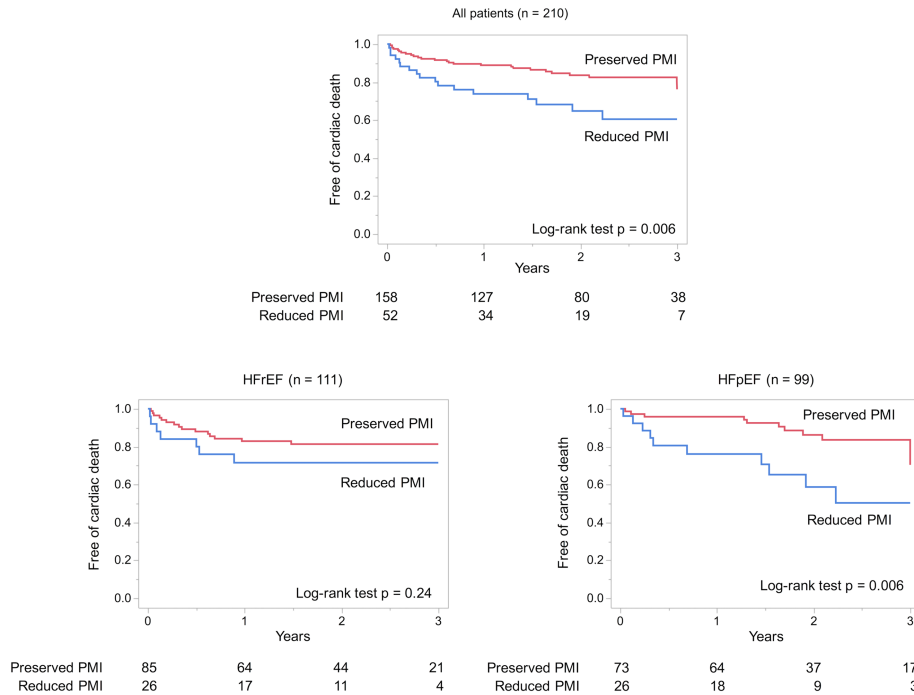 All patients (n = 210)
1.0
0.8
0.6
0.4
0.2
0.0
Free of cardiac death
Preserved PMI
Reduced PMI
Log-rank test p = 0.006
0 1 2 3
Years
Preserved PMI 158 127 80 38
Reduced PMI 52 34 19 7
HFrEF (n = 111)
1.0
0.8
0.6
0.4
0.2
0.0
Free of cardiac death
Preserved PMI
Reduced PMI
Log-rank test p = 0.24
0 1 2 3
Years
Preserved PMI 85 64 44 21
Reduced PMI 26 17 11 4
HFpEF (n = 99)
1.0
0.8
0.6
0.4
0.2
0.0
Free of cardiac death
Preserved PMI
Reduced PMI
Log-rank test p = 0.006
0 1 2 3
Years
Preserved PMI 73 64 37 17
Reduced PMI 26 18 9 3